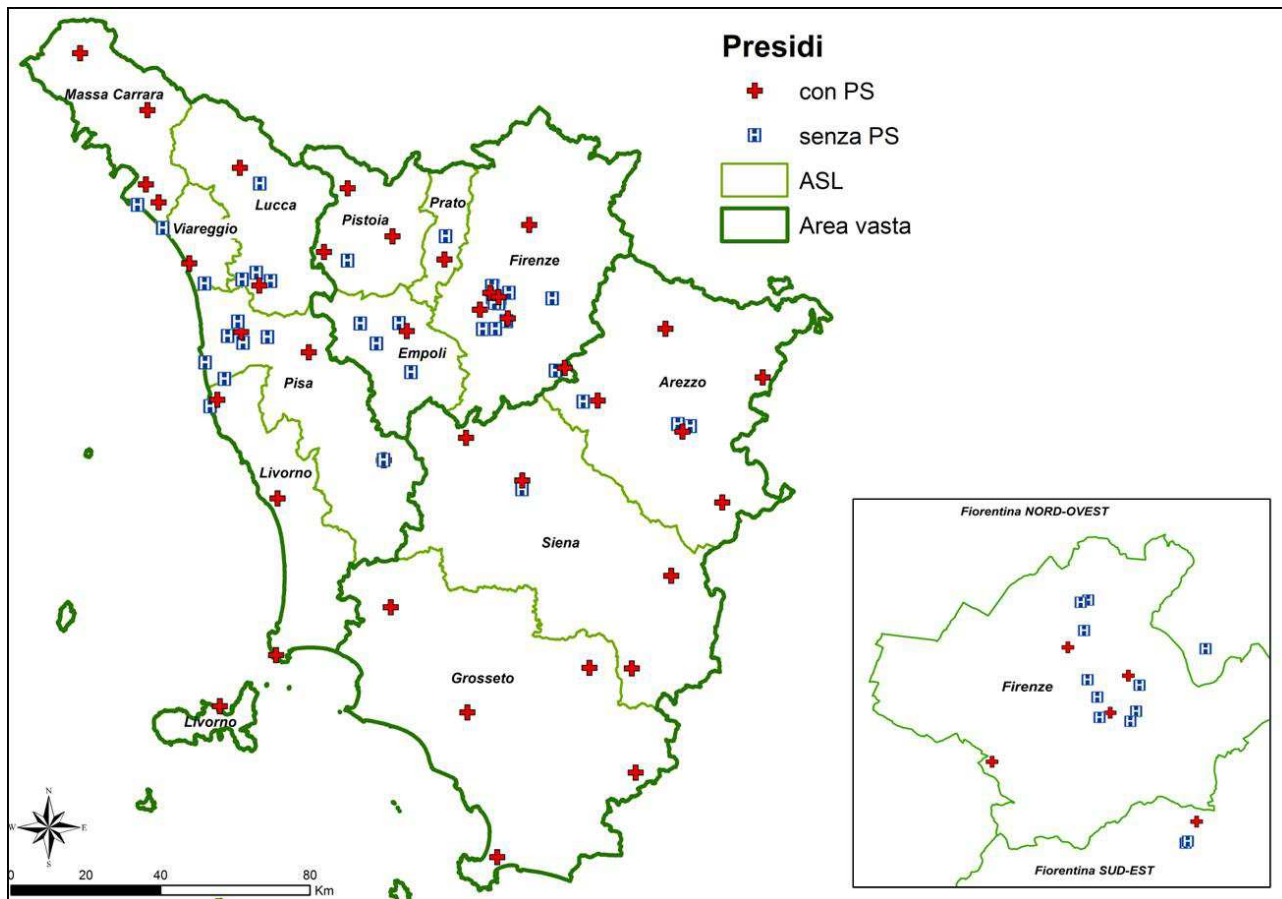 Presidi
con PS
senza PS
ASL
Area vasta
Massa Carrara
Lucca
Viareggio
Pistoia
Prato
Firenze
Empoli
Pisa
Arezzo
Livorno
Siena
Grosseto
Livorno
N
W
E
S
0 20 40 80
Km
Fiorentina NORD-OVEST
Firenze
Fiorentina SUD-EST
H